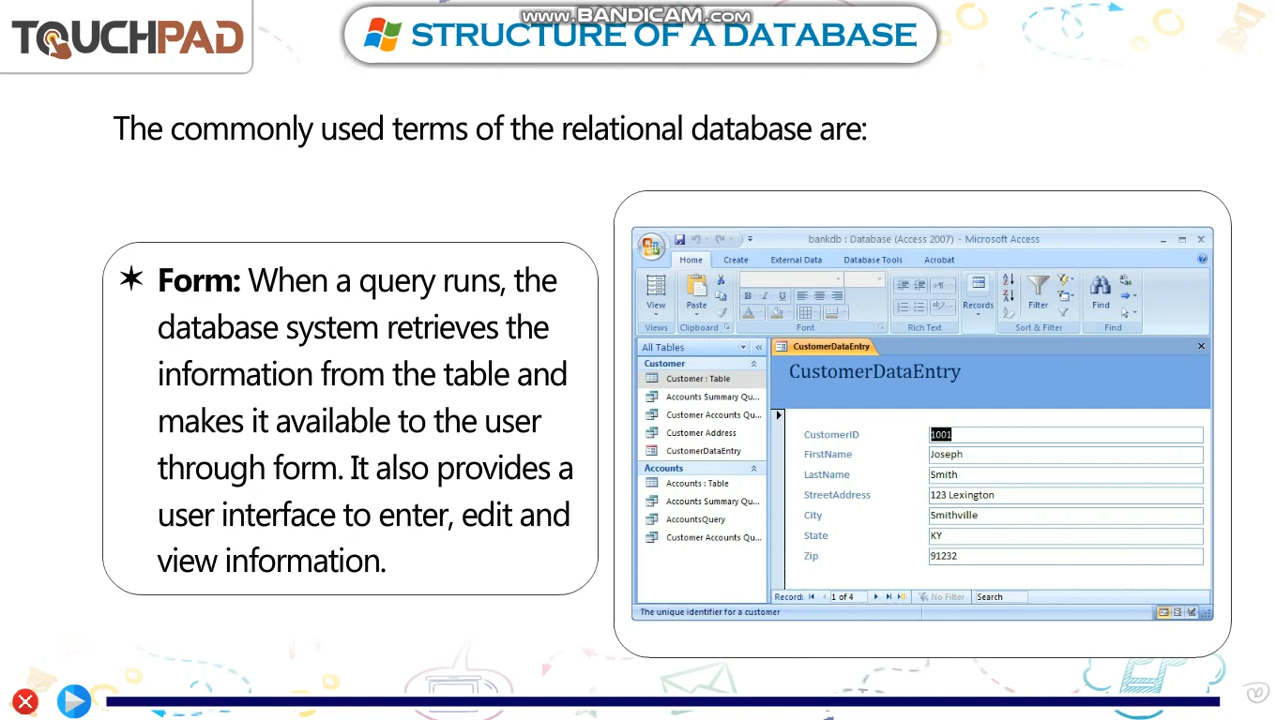 www.BANDICAM.com
TOUCHPAD
STRUCTURE OF A DATABASE
The commonly used terms of the relational database are:
✶ Form: When a query runs, the
database system retrieves the
information from the table and
makes it available to the user
through form. It also provides a
user interface to enter, edit and
view information.
bankdb : Database (Access 2007) - Microsoft Access
Home Create External Data Database Tools Acrobat
View Paste B I U Records Filter Find
Views Clipboard Font Rich Text Sort & Filter Find
All Tables
Customer
Customer : Table
Accounts Summary Qu...
Customer Accounts Qu...
Customer Address
CustomerDataEntry
Accounts
Accounts : Table
Accounts Summary Qu...
AccountsQuery
Customer Accounts Qu...
CustomerDataEntry
CustomerDataEntry
CustomerID 1001
FirstName Joseph
LastName Smith
StreetAddress 123 Lexington
City Smithville
State KY
Zip 91232
Record: 1 of 4 No Filter Search
The unique identifier for a customer